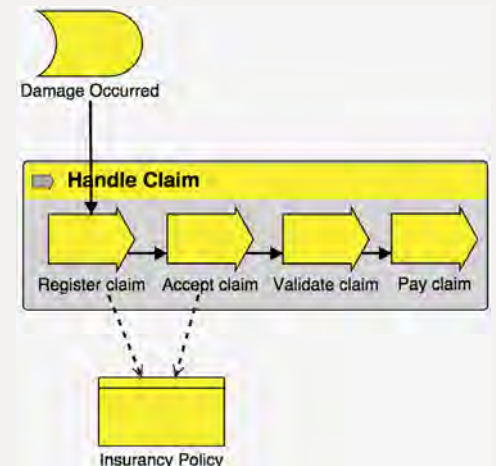 Damage Occurred
Handle Claim
Register claim Accept claim Validate claim Pay claim
Insurancy Policy